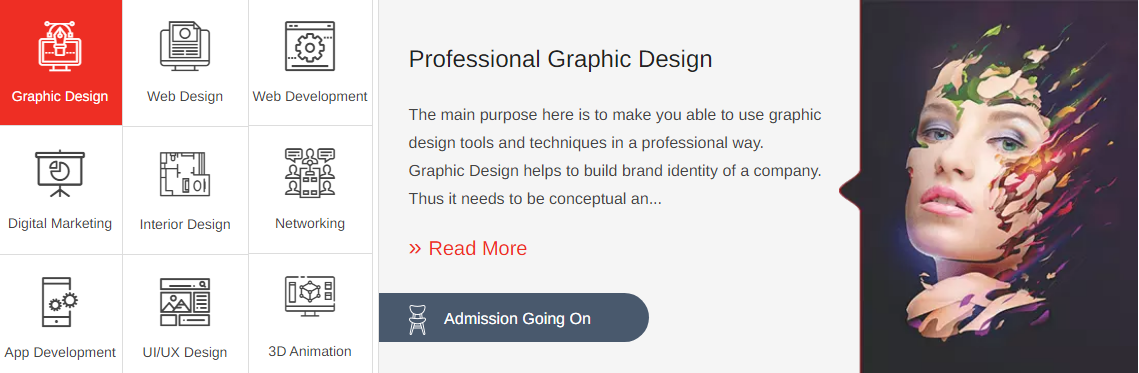 Graphic Design
Web Design
Web Development
Digital Marketing
Interior Design
Networking
App Development
UI/UX Design
3D Animation
Professional Graphic Design
The main purpose here is to make you able to use graphic
design tools and techniques in a professional way.
Graphic Design helps to build brand identity of a company.
Thus it needs to be conceptual an...
» Read More
Admission Going On